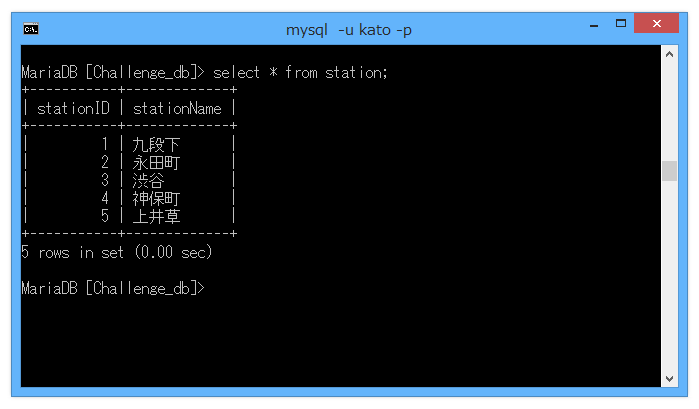 mysql -u kato -p
MariaDB [Challenge_db]> select * from station;
+-----------+-------------+
| stationID | stationName |
+-----------+-------------+
|         1 | 九段下      |
|         2 | 永田町      |
|         3 | 渋谷        |
|         4 | 神保町      |
|         5 | 上井草      |
+-----------+-------------+
5 rows in set (0.00 sec)
MariaDB [Challenge_db]>